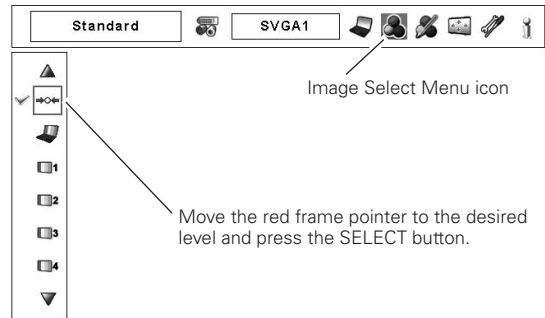 Standard
SVGA1
Image Select Menu icon
1
2
Move the red frame pointer to the desired
level and press the SELECT button.
3
4